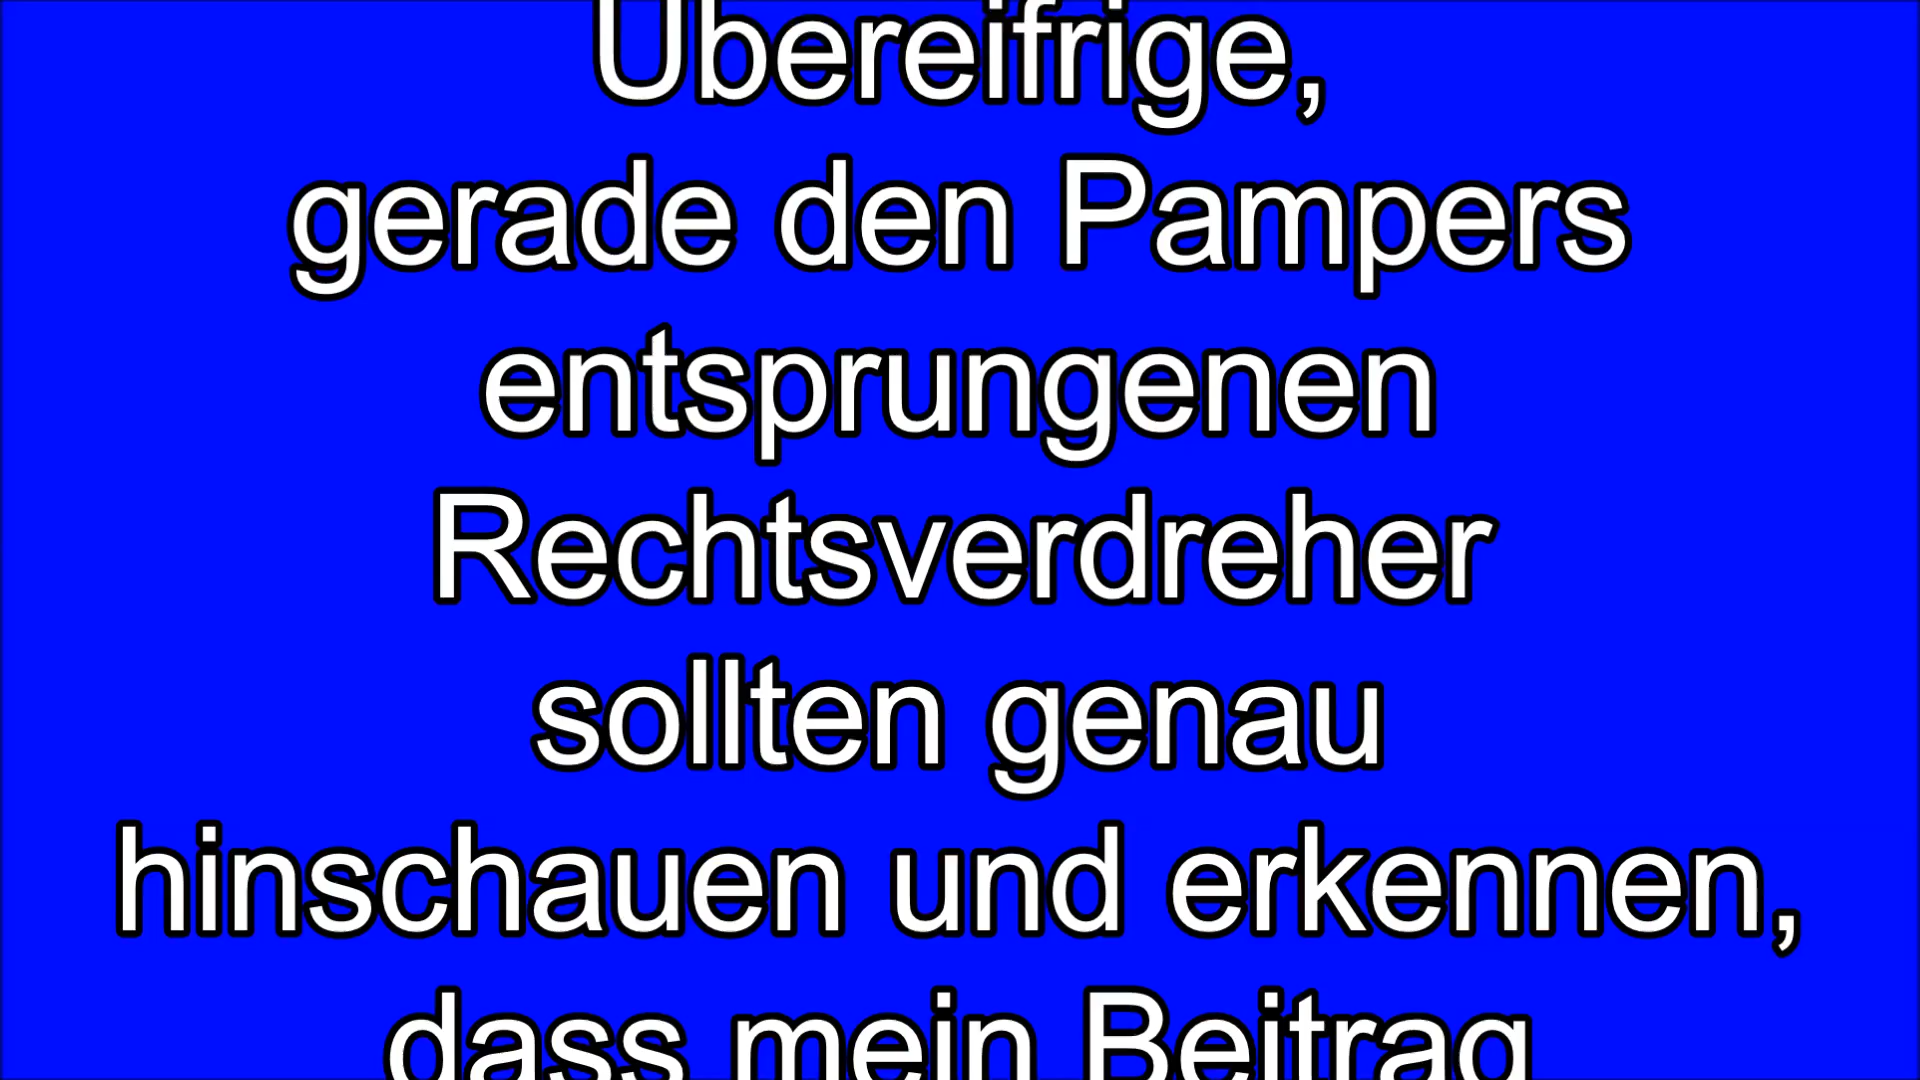 Übereifrige,
gerade den Pampers
entsprungenen
Rechtsverdreher
sollten genau
hinschauen und erkennen,
dass mein Beitrag